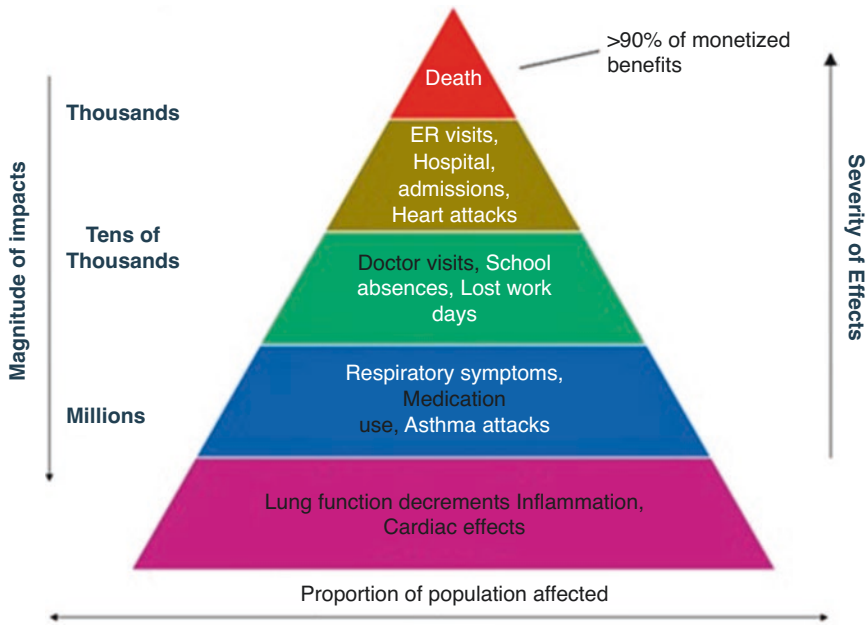 >90% of monetized
benefits
Death
Thousands
ER visits,
Hospital,
admissions,
Heart attacks
Magnitude of impacts
Severity of Effects
Tens of
Thousands
Doctor visits, School
absences, Lost work
days
Respiratory symptoms,
Medication
use, Asthma attacks
Millions
Lung function decrements Inflammation,
Cardiac effects
Proportion of population affected